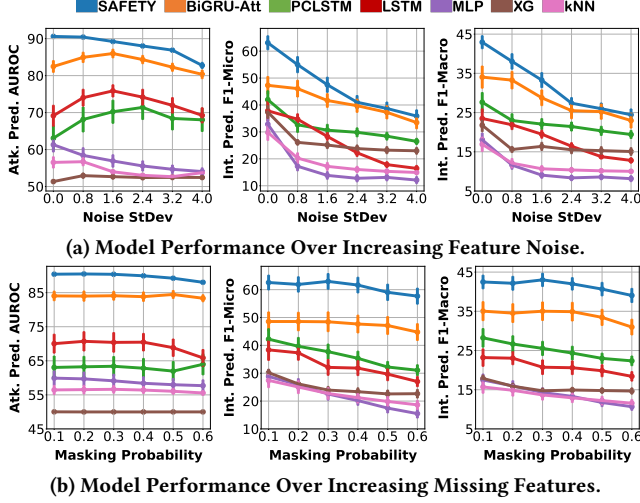 SAFETY BiGRU-Att PCLSTM LSTM MLP XG kNN
Atk. Pred. AUROC
90
80
70
60
50
0.0 0.8 1.6 2.4 3.2 4.0
Noise StDev
Int. Pred. F1-Micro
60
50
40
30
20
10
0.0 0.8 1.6 2.4 3.2 4.0
Noise StDev
Int. Pred. F1-Macro
45
35
25
15
5
0.0 0.8 1.6 2.4 3.2 4.0
Noise StDev
(a) Model Performance Over Increasing Feature Noise.
Atk. Pred. AUROC
85
75
65
55
45
0.1 0.2 0.3 0.4 0.5 0.6
Masking Probability
Int. Pred. F1-Micro
70
60
50
40
30
20
10
0.1 0.2 0.3 0.4 0.5 0.6
Masking Probability
Int. Pred. F1-Macro
45
35
25
15
5
0.1 0.2 0.3 0.4 0.5 0.6
Masking Probability
(b) Model Performance Over Increasing Missing Features.